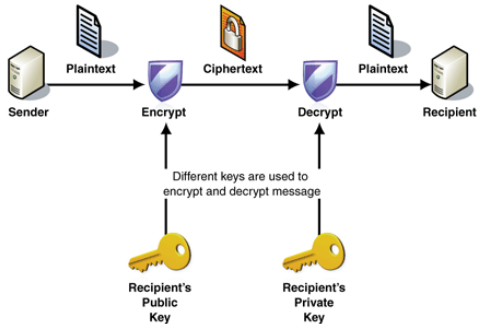 Plaintext
Ciphertext
Plaintext
Sender
Encrypt
Decrypt
Recipient
Different keys are used to
encrypt and decrypt message
Recipient's
Public
Key
Recipient's
Private
Key